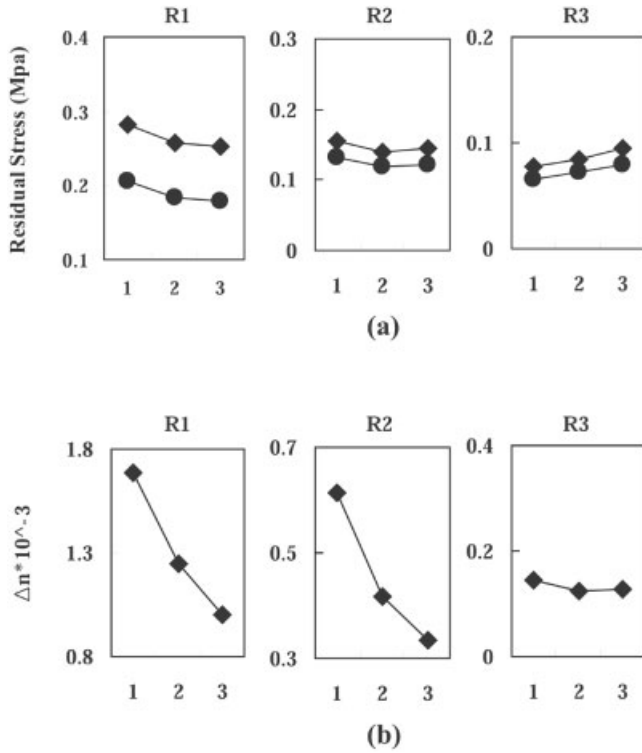 R1 R2 R3
Residual Stress (Mpa)
0.4 0.3 0.2
0.3 0.2 0.1
0.2 0.1 0
0.1 0
1 2 3 1 2 3 1 2 3
(a)
R1 R2 R3
△n*10^-3
1.8 0.7 0.4
1.3 0.5 0.2
0.8 0.3 0
1 2 3 1 2 3 1 2 3
(b)